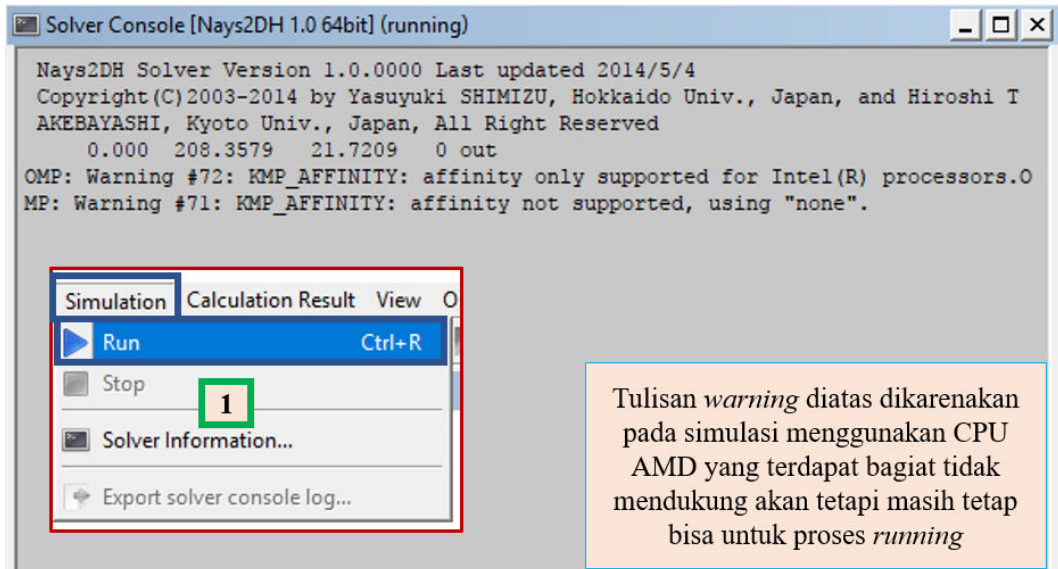 Solver Console [Nays2DH 1.0 64bit] (running)
Nays2DH Solver Version 1.0.0000 Last updated 2014/5/4
Copyright(C)2003-2014 by Yasuyuki SHIMIZU, Hokkaido Univ., Japan, and Hiroshi T
AKEBAYASHI, Kyoto Univ., Japan, All Right Reserved
0.000 208.3579 21.7209 0 out
OMP: Warning #72: KMP_AFFINITY: affinity only supported for Intel(R) processors.O
MP: Warning #71: KMP_AFFINITY: affinity not supported, using "none".
Simulation Calculation Result View O
Run Ctrl+R
Stop
1
Solver Information...
Export solver console log...
Tulisan warning diatas dikarenakan
pada simulasi menggunakan CPU
AMD yang terdapat bagiat tidak
mendukung akan tetapi masih tetap
bisa untuk proses running